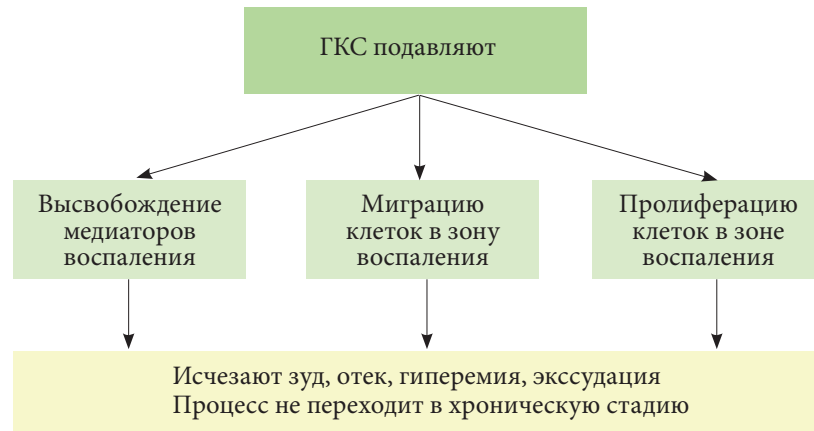 ГКС подавляют
Высвобождение
медиаторов
воспаления
Миграцию
клеток в зону
воспаления
Пролиферацию
клеток в зоне
воспаления
Исчезают зуд, отек, гиперемия, экссудация
Процесс не переходит в хроническую стадию